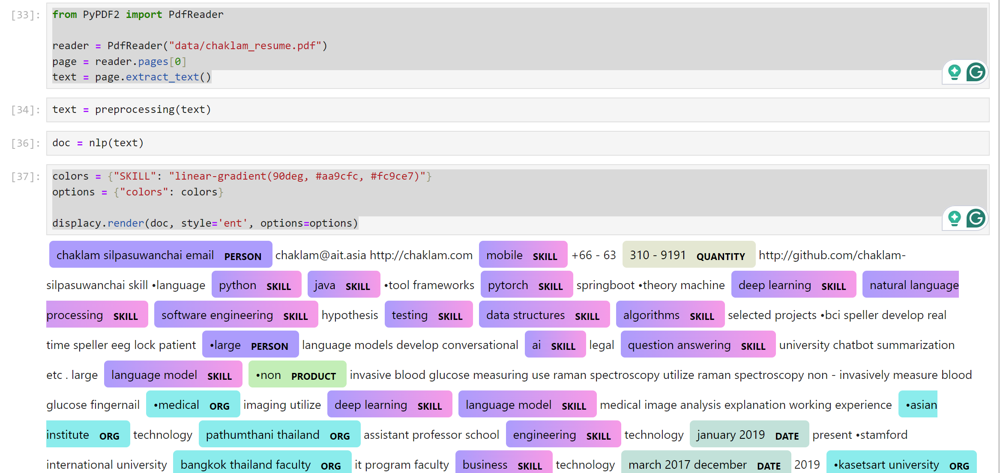 [33]: from PyPDF2 import PdfReader
reader = PdfReader("data/chaklam_resume.pdf")
page = reader.pages[0]
text = page.extract_text()
[34]: text = preprocessing(text)
[36]: doc = nlp(text)
[37]: colors = {"SKILL": "linear-gradient(90deg, #aa9cfc, #fc9ce7)"}
options = {"colors": colors}
displacy.render(doc, style='ent', options=options)
chaklam silpasuwanchai email PERSON chaklam@ait.asia http://chaklam.com mobile SKILL +66 - 63 310 - 9191 QUANTITY http://github.com/chaklam-
silpasuwanchai skill •language python SKILL java SKILL •tool frameworks pytorch SKILL springboot •theory machine deep learning SKILL natural language
processing SKILL software engineering SKILL hypothesis testing SKILL data structures SKILL algorithms SKILL selected projects •bci speller develop real
time speller eeg lock patient •large PERSON language models develop conversational ai SKILL legal question answering SKILL university chatbot summarization
etc . large language model SKILL •non PRODUCT invasive blood glucose measuring use raman spectroscopy utilize raman spectroscopy non - invasively measure blood
glucose fingernail •medical ORG imaging utilize deep learning SKILL language model SKILL medical image analysis explanation working experience •asian
institute ORG technology pathumthani thailand ORG assistant professor school engineering SKILL technology january 2019 DATE present •stamford
international university bangkok thailand faculty ORG it program faculty business SKILL technology march 2017 december DATE 2019 •kasetsart university ORG